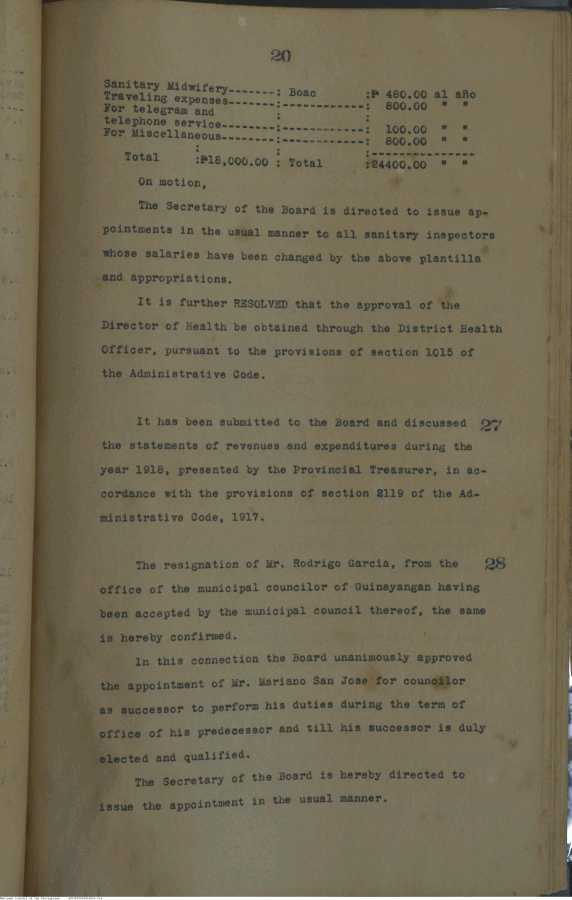 20
Sanitary Midwifery-------: Boac :₱ 480.00 al año
Traveling expenses-------:------------: 800.00 " "
For telegram and : :
telephone service--------:------------: 100.00 " "
For Miscellaneous--------:------------: 800.00 " "
: : :---------------
Total :₱18,000.00 : Total :24400.00 " "
On motion,
The Secretary of the Board is directed to issue ap-
pointments in the usual manner to all sanitary inspectors
whose salaries have been changed by the above plantilla
and appropriations.
It is further RESOLVED that the approval of the
Director of Health be obtained through the District Health
Officer, pursuant to the provisions of section 1015 of
the Administrative Code.
It has been submitted to the Board and discussed 27
the statements of revenues and expenditures during the
year 1918, presented by the Provincial Treasurer, in ac-
cordance with the provisions of section 2119 of the Ad-
ministrative Code, 1917.
The resignation of Mr. Rodrigo Garcia, from the 28
office of the municipal councilor of Guinayangan having
been accepted by the municipal council thereof, the same
is hereby confirmed.
In this connection the Board unanimously approved
the appointment of Mr. Mariano San Jose for councilor
as successor to perform his duties during the term of
office of his predecessor and till his successor is duly
elected and qualified.
The Secretary of the Board is hereby directed to
issue the appointment in the usual manner.